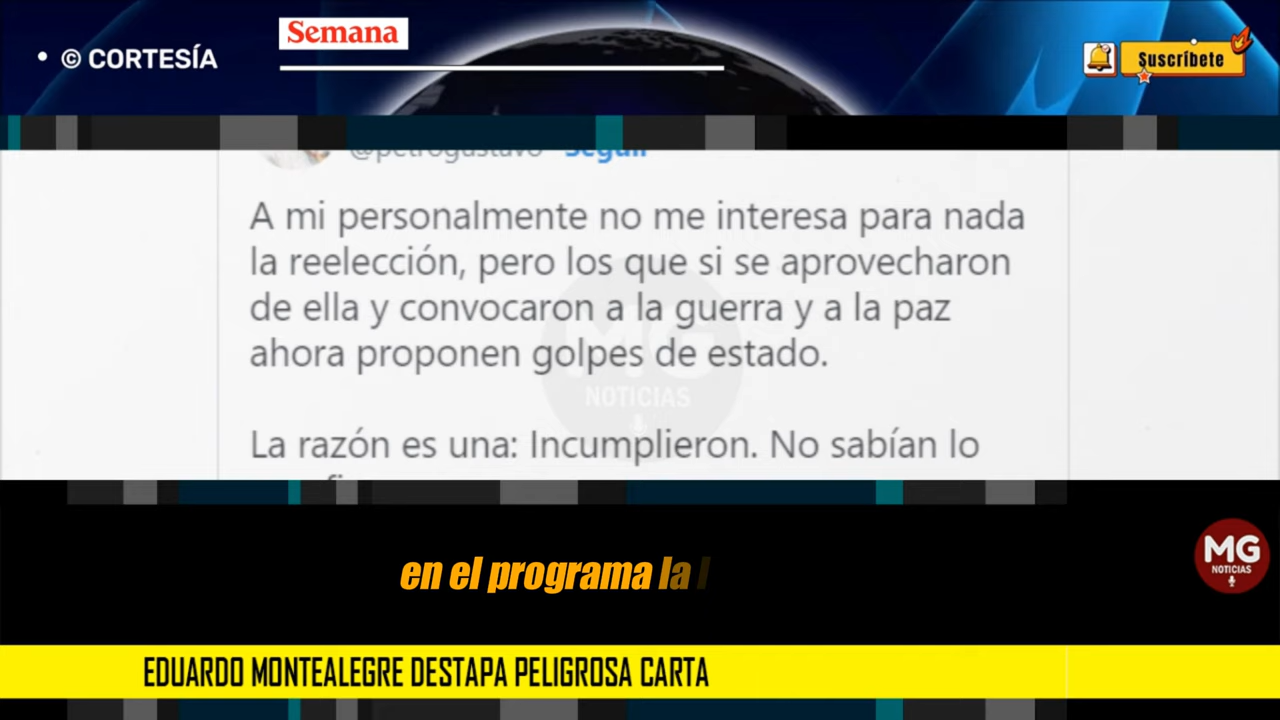 Semana
• © CORTESÍA
Suscríbete
@petrogustavo Seguir
A mi personalmente no me interesa para nada
la reelección, pero los que si se aprovecharon
de ella y convocaron a la guerra y a la paz
ahora proponen golpes de estado.
MG
NOTICIAS
La razón es una: Incumplieron. No sabían lo
en el programa la
MG
NOTICIAS
EDUARDO MONTEALEGRE DESTAPA PELIGROSA CARTA